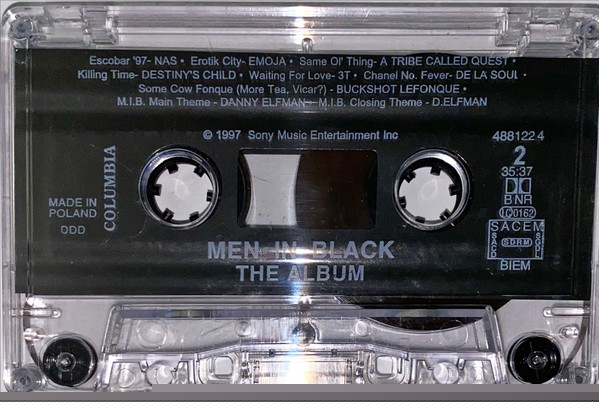 Escobar '97- NAS • Erotik City- EMOJA • Same Ol' Thing- A TRIBE CALLED QUEST •
Killing Time- DESTINY'S CHILD • Waiting For Love- 3T • Chanel No. Fever- DE LA SOUL •
Some Cow Fonque (More Tea, Vicar?) - BUCKSHOT LEFONQUE •
M.I.B. Main Theme - DANNY ELFMAN - M.I.B. Closing Theme - D.ELFMAN
© 1997 Sony Music Entertainment Inc
488122 4
2
35:37
B NR
MADE IN
POLAND
DDD
COLUMBIA
SACEM
SACD
SDRM
SGDL
BIEM
MEN IN BLACK
THE ALBUM